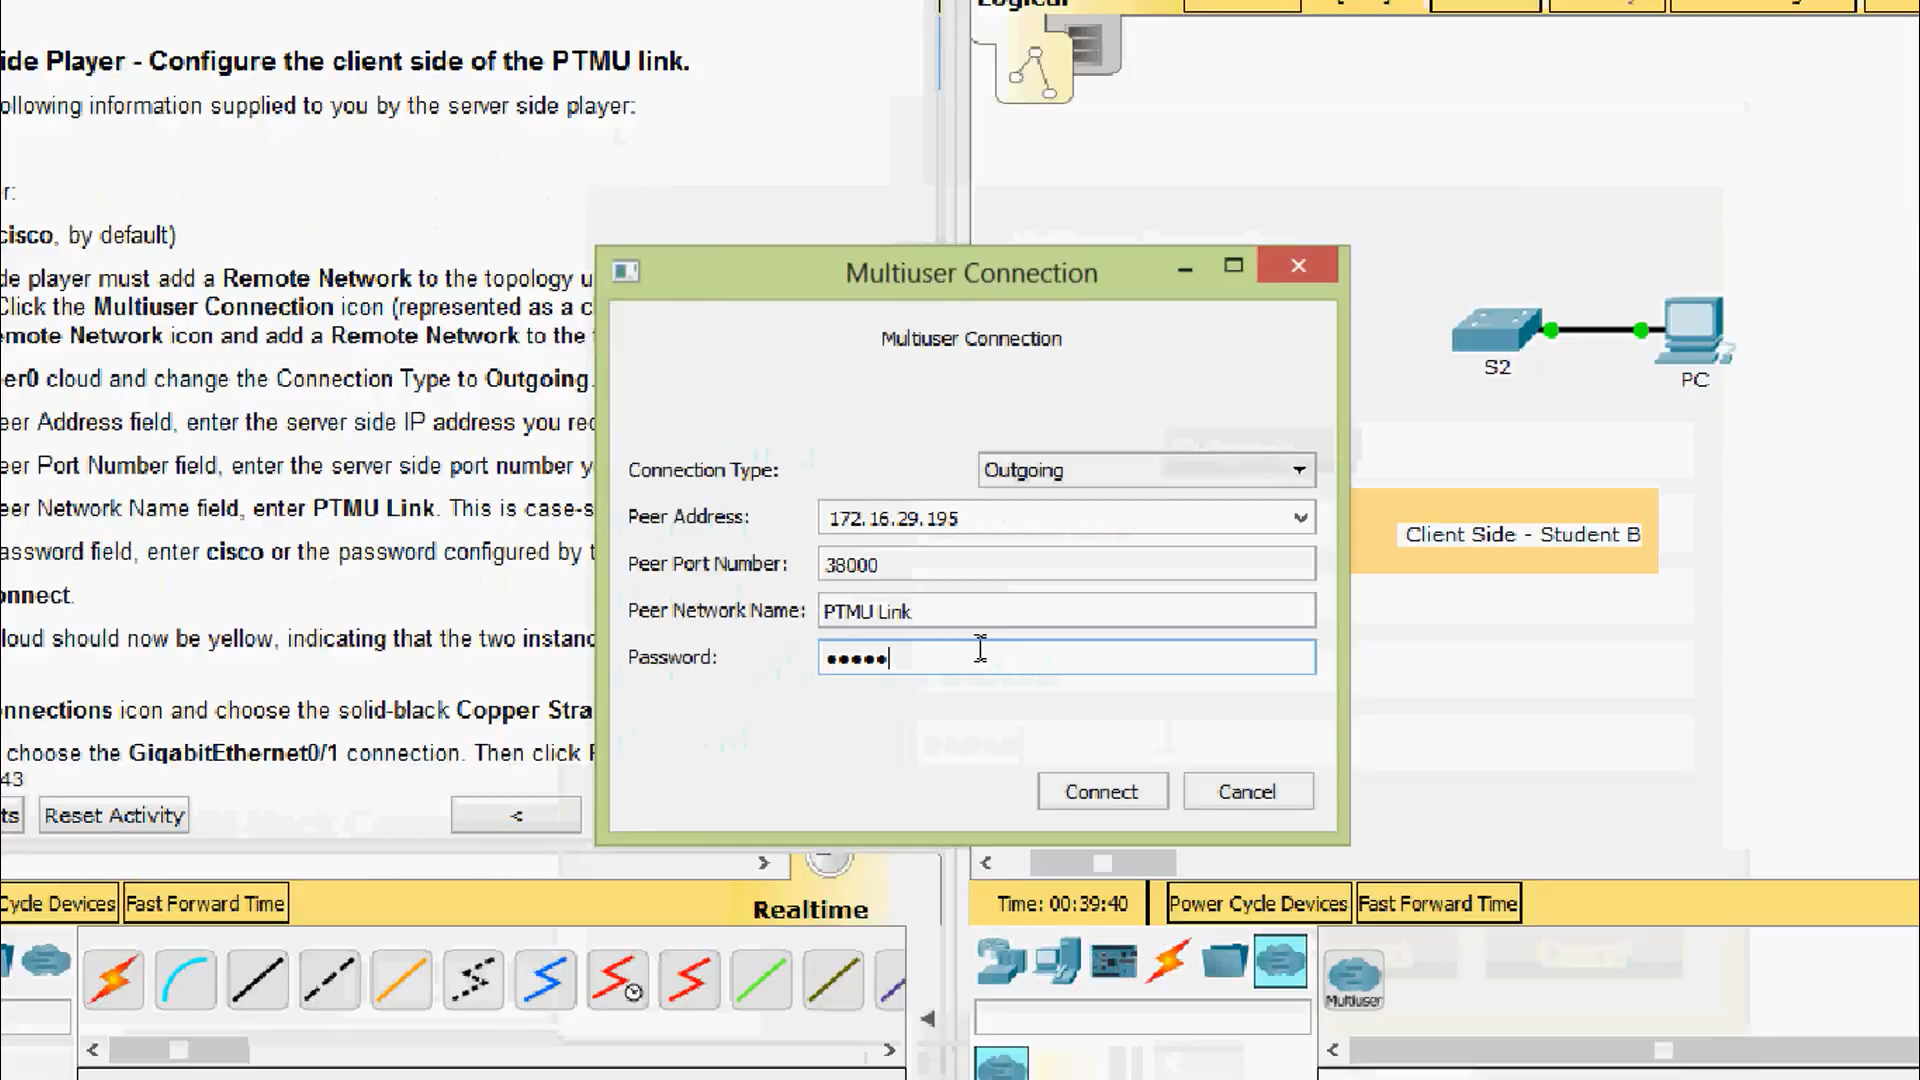 Logical
ide Player - Configure the client side of the PTMU link.
ollowing information supplied to you by the server side player:
r:
cisco, by default)
de player must add a Remote Network to the topology u
Click the Multiuser Connection icon (represented as a c
emote Network icon and add a Remote Network to the
er0 cloud and change the Connection Type to Outgoing.
eer Address field, enter the server side IP address you rec
eer Port Number field, enter the server side port number y
eer Network Name field, enter PTMU Link. This is case-s
assword field, enter cisco or the password configured by t
onnect.
loud should now be yellow, indicating that the two instanc
nnections icon and choose the solid-black Copper Stra
choose the GigabitEthernet0/1 connection. Then click
43
ts
Reset Activity
<
Multiuser Connection
Multiuser Connection
Connection Type:
Outgoing
Peer Address:
172.16.29.195
Peer Port Number:
38000
Peer Network Name:
PTMU Link
Password:
●●●●●
Connect
Cancel
S2
PC
Client Side - Student B
Cycle Devices
Fast Forward Time
Realtime
Time: 00:39:40
Power Cycle Devices
Fast Forward Time
Multiuser